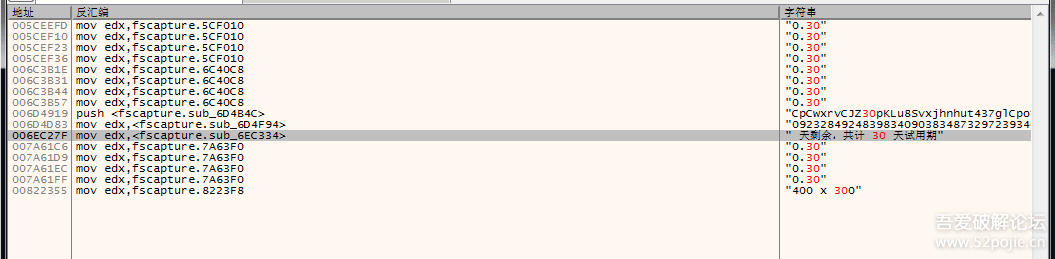 地址 反汇编 字符串
005CEEFD mov edx,fscapture.5CF010 "0.30"
005CEF10 mov edx,fscapture.5CF010 "0.30"
005CEF23 mov edx,fscapture.5CF010 "0.30"
005CEF36 mov edx,fscapture.5CF010 "0.30"
006C3B1E mov edx,fscapture.6C40C8 "0.30"
006C3B31 mov edx,fscapture.6C40C8 "0.30"
006C3B44 mov edx,fscapture.6C40C8 "0.30"
006C3B57 mov edx,fscapture.6C40C8 "0.30"
006D4919 push <fscapture.sub_6D4B4C> "CpCwxrvCJZ30pKLu8Svxjhnhut437glCpo
006D4D83 mov edx,<fscapture.sub_6D4F94> "09232849248398340903834873297239346
006EC27F mov edx,<fscapture.sub_6EC334> " 天剩余. 共计 30 天试用期"
007A61C6 mov edx,fscapture.7A63F0 "0.30"
007A61D9 mov edx,fscapture.7A63F0 "0.30"
007A61EC mov edx,fscapture.7A63F0 "0.30"
007A61FF mov edx,fscapture.7A63F0 "0.30"
00822355 mov edx,fscapture.8223F8 "400 x 300"
吾爱破解论坛
www.52pojie.cn